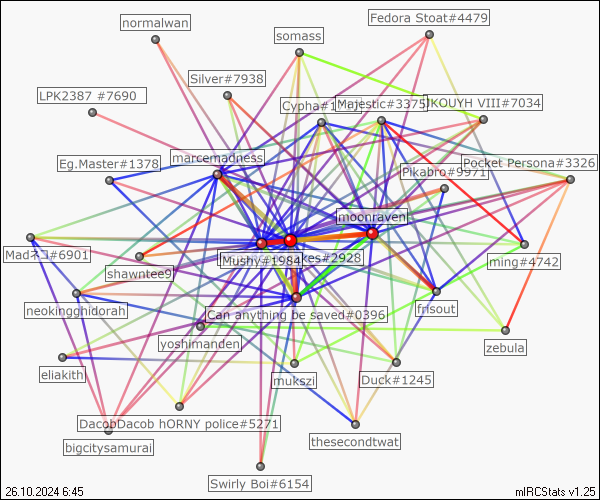 normalwan
Fedora Stoat#4479
somass
Silver#7938
LPK2387 #7690
Majestic#3375
JKOUYH VIII#7034
marcemadness
Eg.Master#1378
Pikabro#9971
Pocket Persona#3326
moonraven
Mushy#1984
kes#2928
Madネコ#6901
shawntee9
ming#4742
neokingghidorah
Can anything be saved#0396
frisout
yoshimanden
zebula
eliakith
mukszi
Duck#1245
DacobDacob hORNY police#5271
bigcitysamurai
thesecondtwat
Swirly Boi#6154
26.10.2024 6:45
mIRCStats v1.25